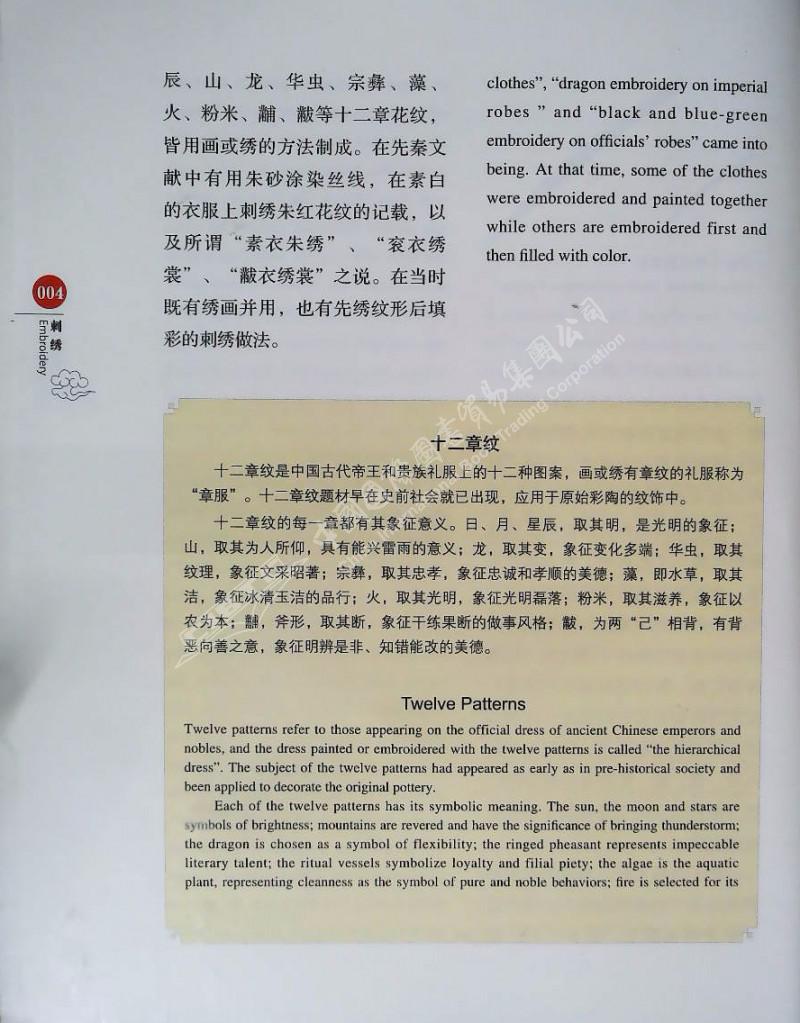 辰、山、龙、华虫、宗彝、藻、
火、粉米、黼、黻等十二章花纹，
皆用画或绣的方法制成。在先秦文
献中有用朱砂涂染丝线，在素白
的衣服上刺绣朱红花纹的记载，以
及所谓“素衣朱绣”、“衮衣绣
裳”、“黻衣绣裳”之说。在当时
既有绣画并用，也有先绣纹形后填
彩的刺绣做法。
clothes”, “dragon embroidery on imperial
robes ” and “black and blue-green
embroidery on officials’ robes” came into
being. At that time, some of the clothes
were embroidered and painted together
while others are embroidered first and
then filled with color.
004
刺绣
Embroidery
十二章纹
十二章纹是中国古代帝王和贵族礼服上的十二种图案，画或绣有章纹的礼服称为
“章服”。十二章纹题材早在史前社会就已出现，应用于原始彩陶的纹饰中。
十二章纹的每一章都有其象征意义。日、月、星辰，取其明，是光明的象征；
山，取其为人所仰，具有能兴雷雨的意义；龙，取其变，象征变化多端；华虫，取其
纹理，象征文采昭著；宗彝，取其忠孝，象征忠诚和孝顺的美德；藻，即水草，取其
洁，象征冰清玉洁的品行；火，取其光明，象征光明磊落；粉米，取其滋养，象征以
农为本；黼，斧形，取其断，象征干练果断的做事风格；黻，为两“己”相背，有背
恶向善之意，象征明辨是非、知错能改的美德。
Twelve Patterns
Twelve patterns refer to those appearing on the official dress of ancient Chinese emperors and
nobles, and the dress painted or embroidered with the twelve patterns is called “the hierarchical
dress”. The subject of the twelve patterns had appeared as early as in pre-historical society and
been applied to decorate the original pottery.
Each of the twelve patterns has its symbolic meaning. The sun, the moon and stars are
symbols of brightness; mountains are revered and have the significance of bringing thunderstorm;
the dragon is chosen as a symbol of flexibility; the ringed pheasant represents impeccable
literary talent; the ritual vessels symbolize loyalty and filial piety; the algae is the aquatic
plant, representing cleanness as the symbol of pure and noble behaviors; fire is selected for its
貿易集團公司
Book Trading Corporation